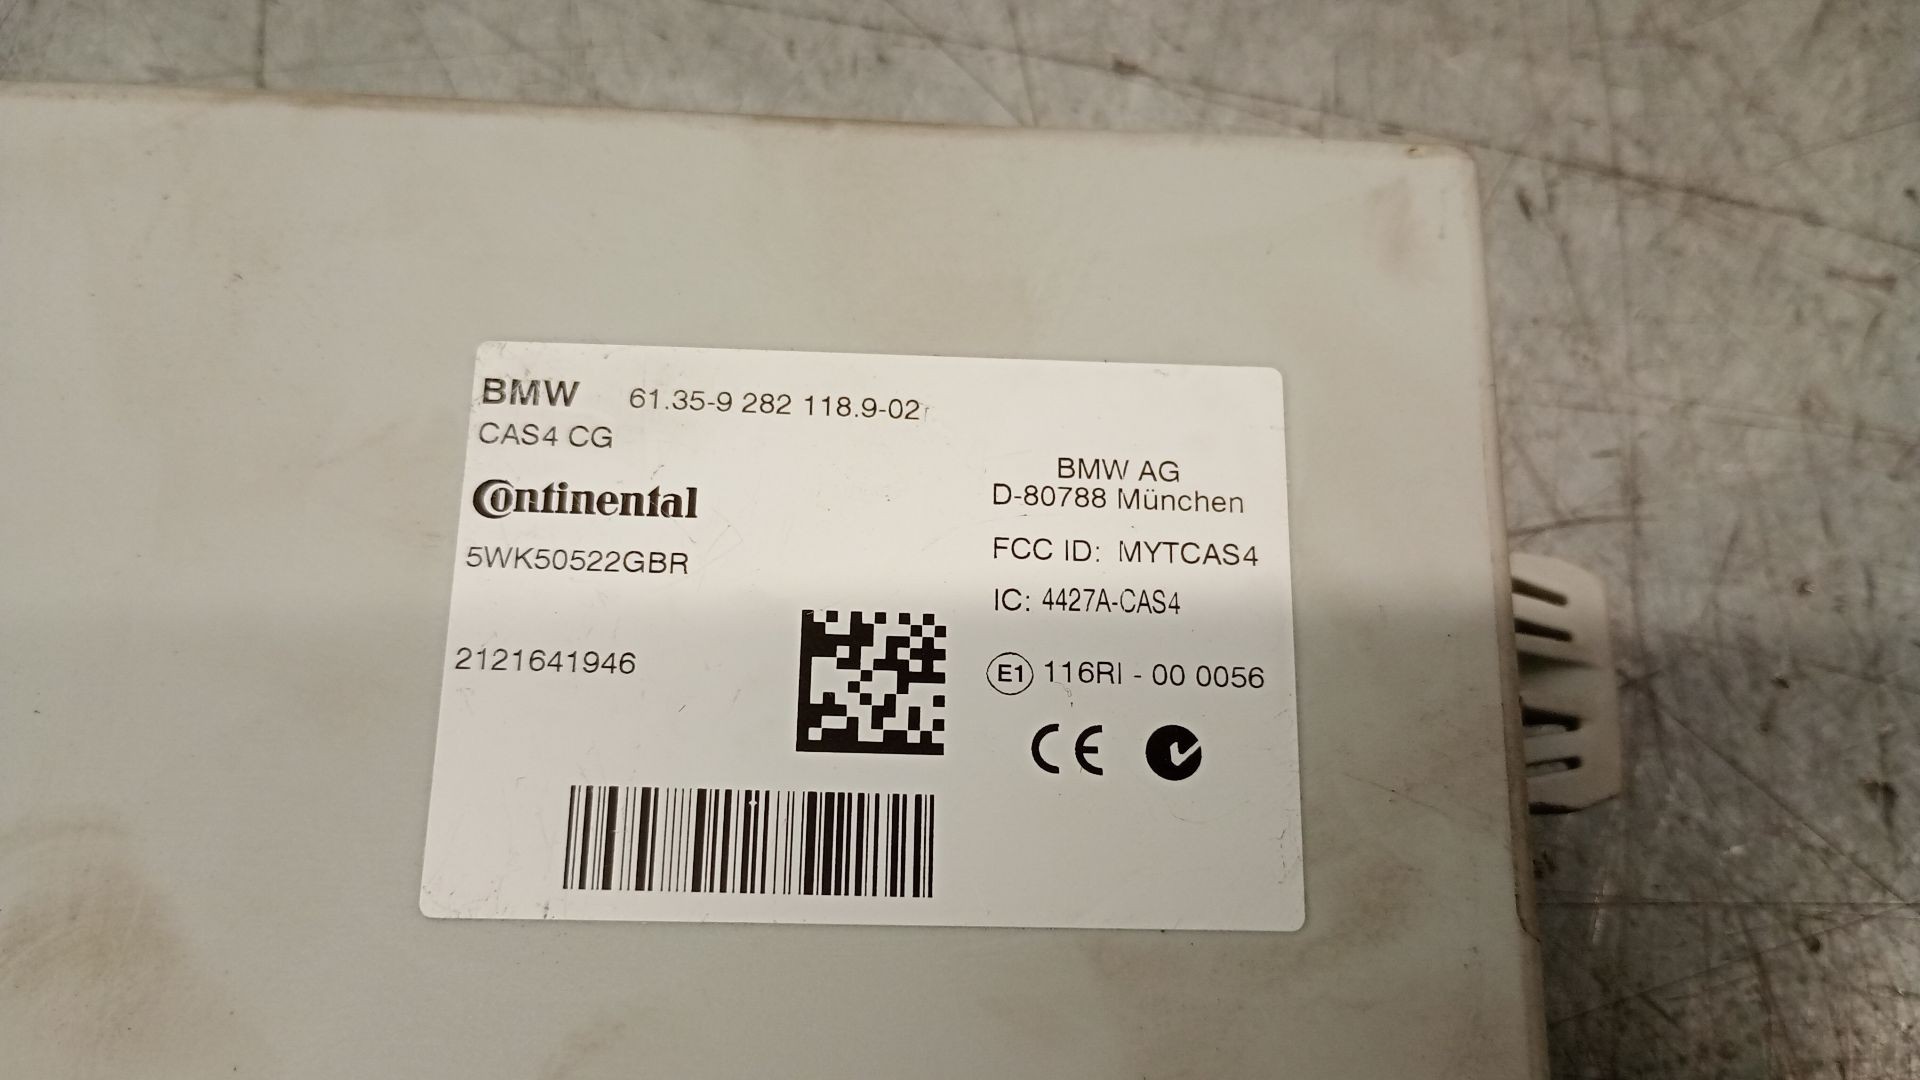 BMW 61.35-9 282 118.9-02
CAS4 CG
Continental
5WK50522GBR
2121641946
BMW AG
D-80788 München
FCC ID: MYTCAS4
IC: 4427A-CAS4
E1 116RI - 00 0056
CE